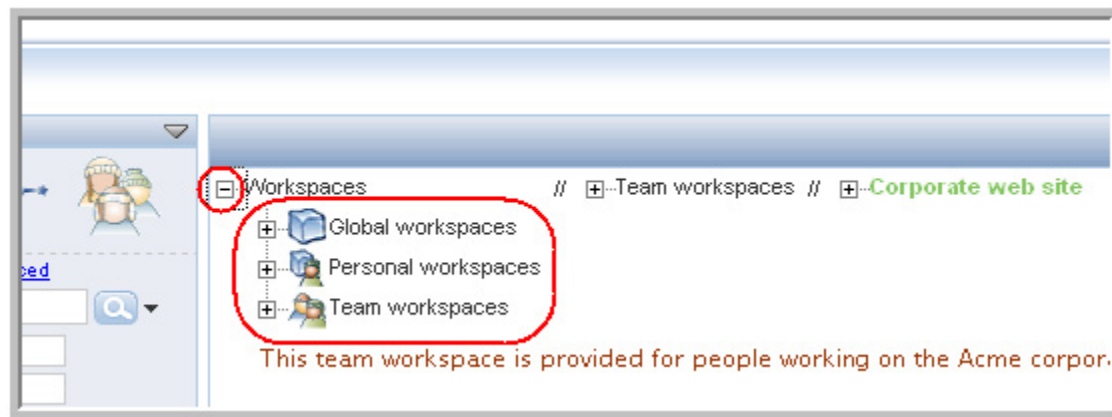 Workspaces // Team workspaces // Corporate web site
Global workspaces
ced
Personal workspaces
Team workspaces
This team workspace is provided for people working on the Acme corpor